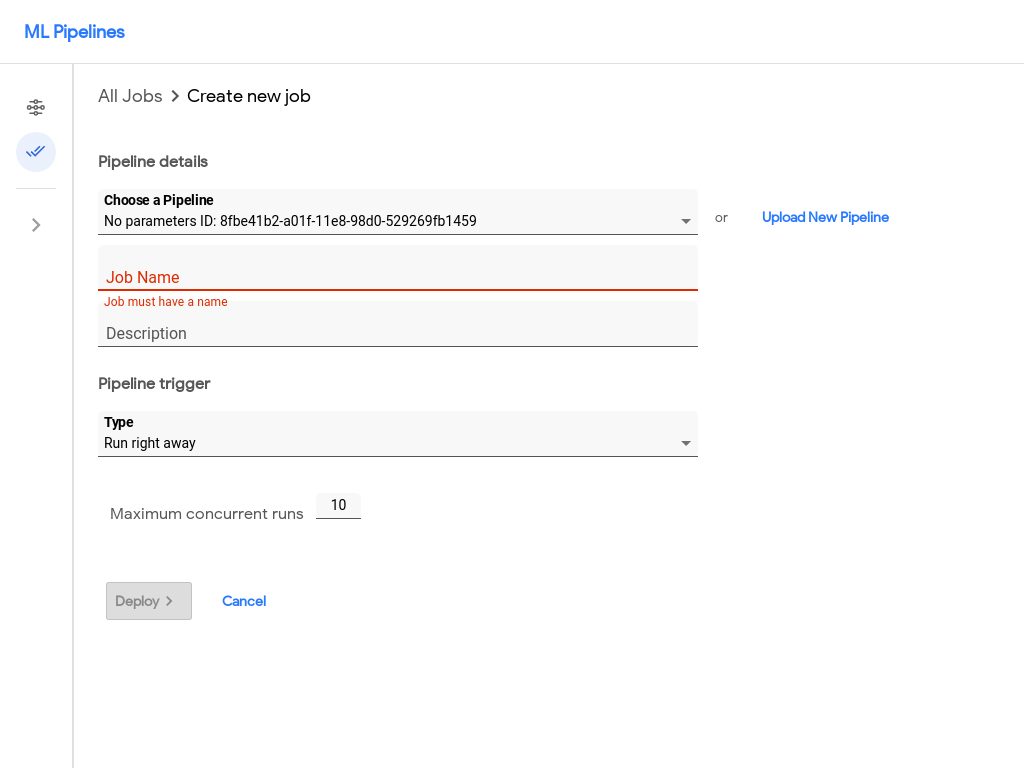 ML Pipelines
All Jobs > Create new job
Pipeline details
Choose a Pipeline
No parameters ID: 8fbe41b2-a01f-11e8-98d0-529269fb1459
or
Upload New Pipeline
Job Name
Job must have a name
Description
Pipeline trigger
Type
Run right away
Maximum concurrent runs 10
Deploy >
Cancel